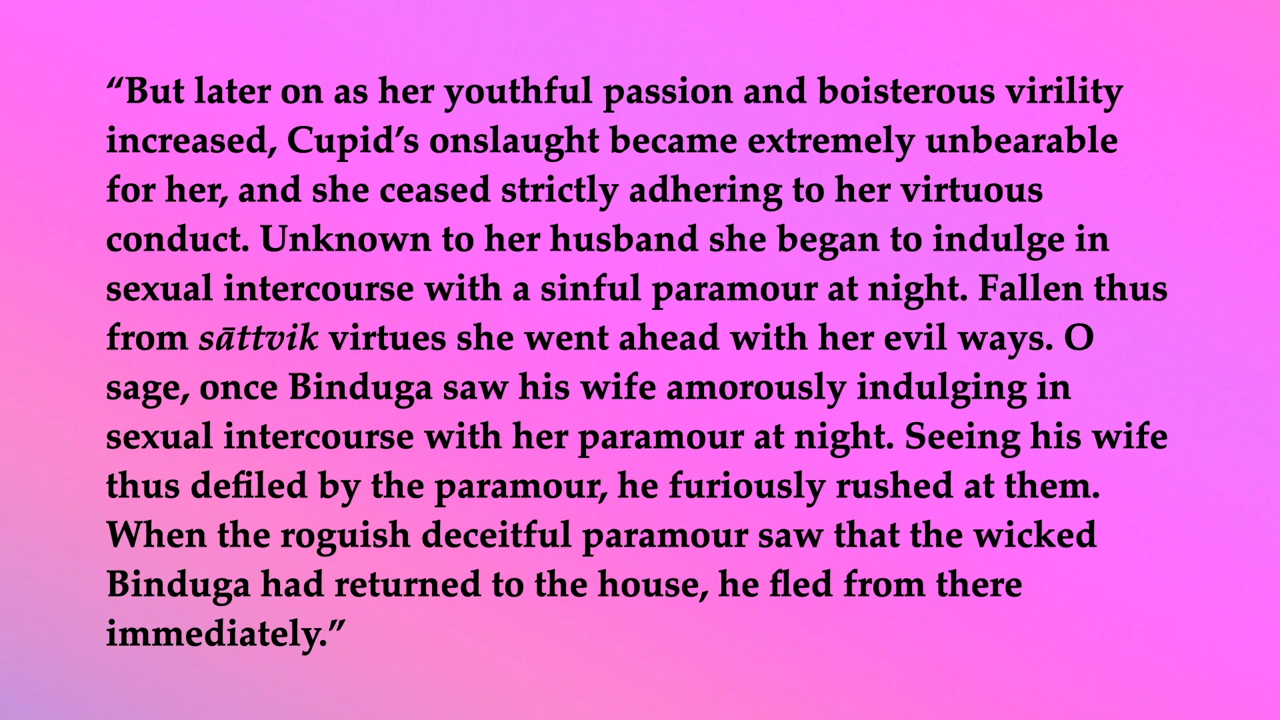 “But later on as her youthful passion and boisterous virility
increased, Cupid’s onslaught became extremely unbearable
for her, and she ceased strictly adhering to her virtuous
conduct. Unknown to her husband she began to indulge in
sexual intercourse with a sinful paramour at night. Fallen thus
from sāttvik virtues she went ahead with her evil ways. O
sage, once Binduga saw his wife amorously indulging in
sexual intercourse with her paramour at night. Seeing his wife
thus defiled by the paramour, he furiously rushed at them.
When the roguish deceitful paramour saw that the wicked
Binduga had returned to the house, he fled from there
immediately.”